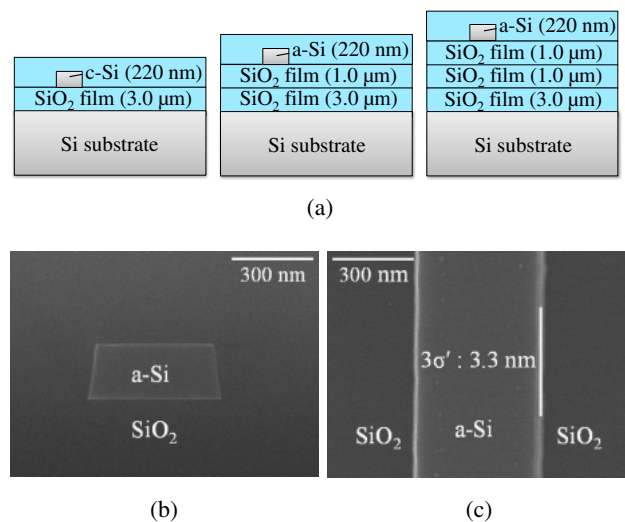 c-Si (220 nm)
SiO₂ film (3.0 μm)
Si substrate
a-Si (220 nm)
SiO₂ film (1.0 μm)
SiO₂ film (3.0 μm)
Si substrate
a-Si (220 nm)
SiO₂ film (1.0 μm)
SiO₂ film (1.0 μm)
SiO₂ film (3.0 μm)
Si substrate
(a)
300 nm
a-Si
SiO₂
(b)
300 nm
3σ′ : 3.3 nm
SiO₂
a-Si
SiO₂
(c)